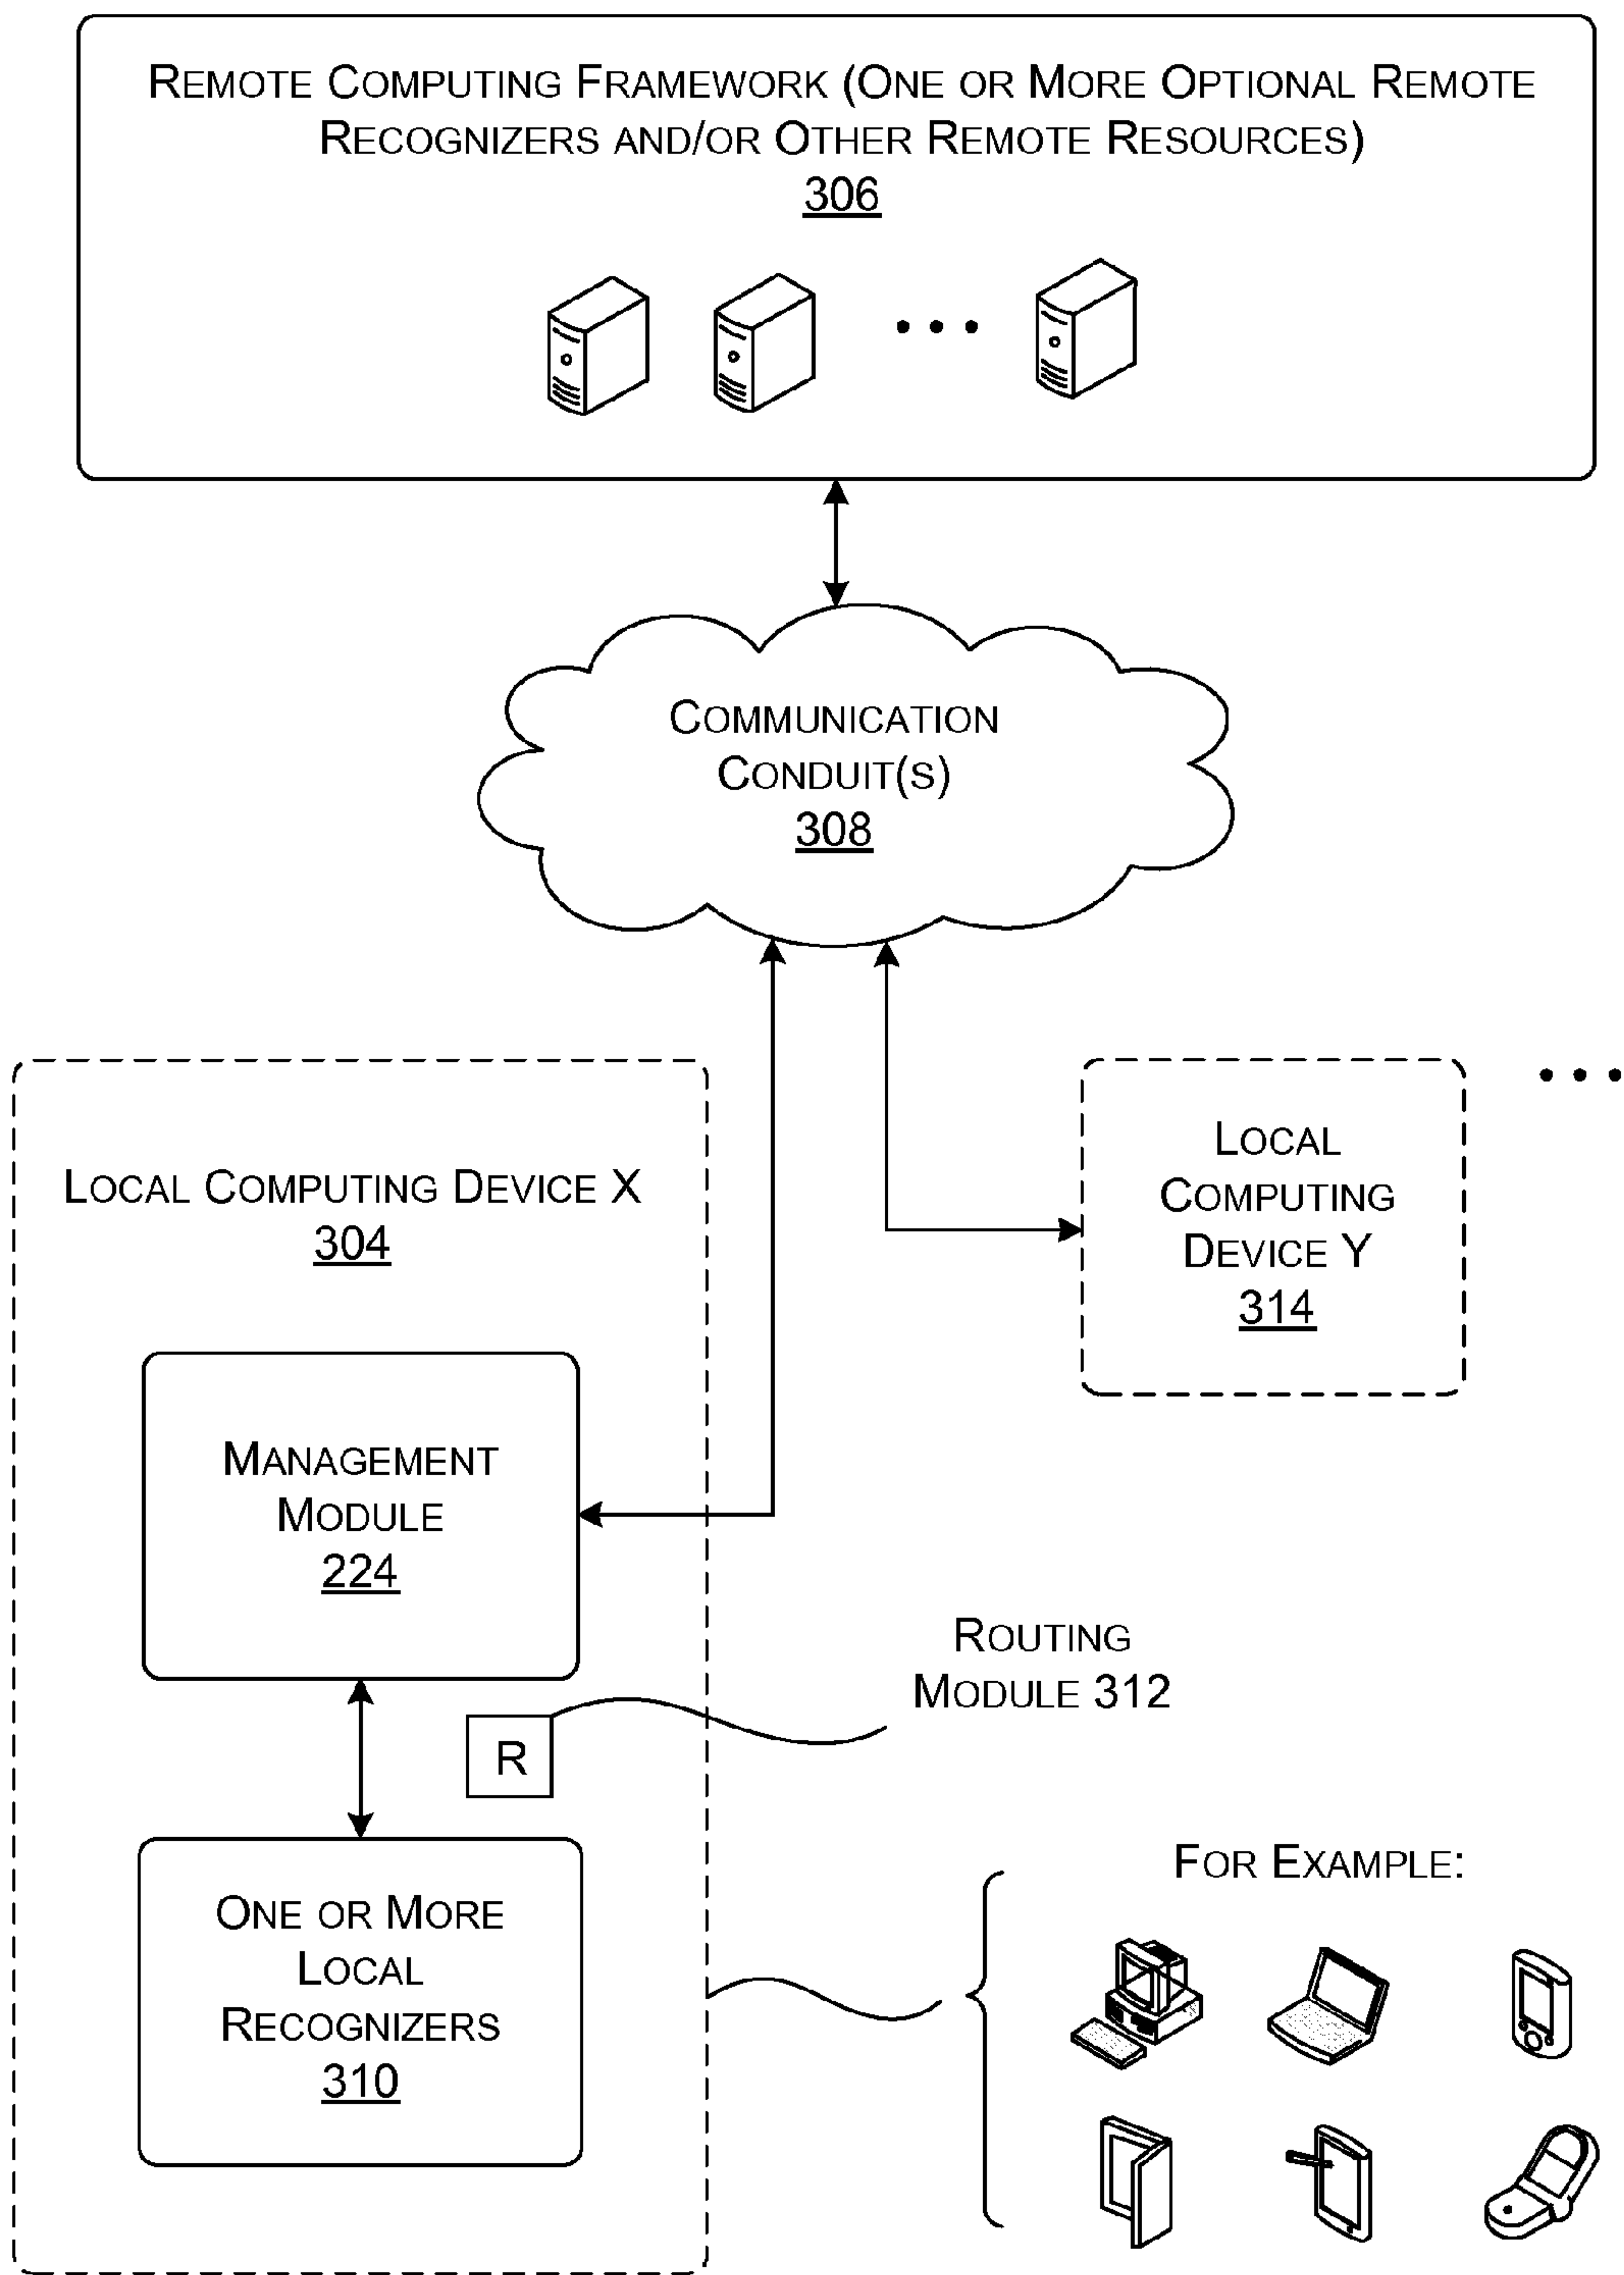 REMOTE COMPUTING FRAMEWORK (ONE OR MORE OPTIONAL REMOTE
RECOGNIZERS AND/OR OTHER REMOTE RESOURCES)
306
COMMUNICATION
CONDUIT(S)
308
LOCAL COMPUTING DEVICE X
304
LOCAL
COMPUTING
DEVICE Y
314
MANAGEMENT
MODULE
224
ROUTING
MODULE 312
R
ONE OR MORE
LOCAL
RECOGNIZERS
310
FOR EXAMPLE: